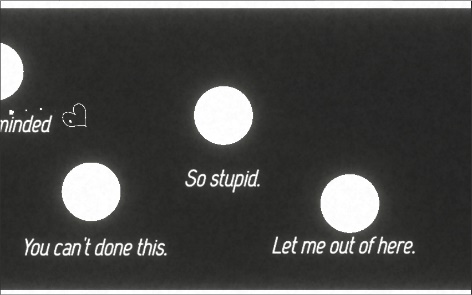 minded
So stupid.
You can't done this.
Let me out of here.